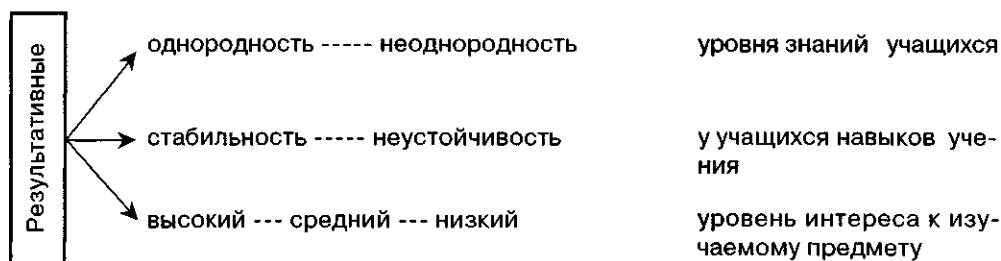 Результативные
однородность ----- неоднородность уровня знаний учащихся
стабильность ----- неустойчивость у учащихся навыков уче-
ния
высокий --- средний --- низкий уровень интереса к изу-
чаемому предмету